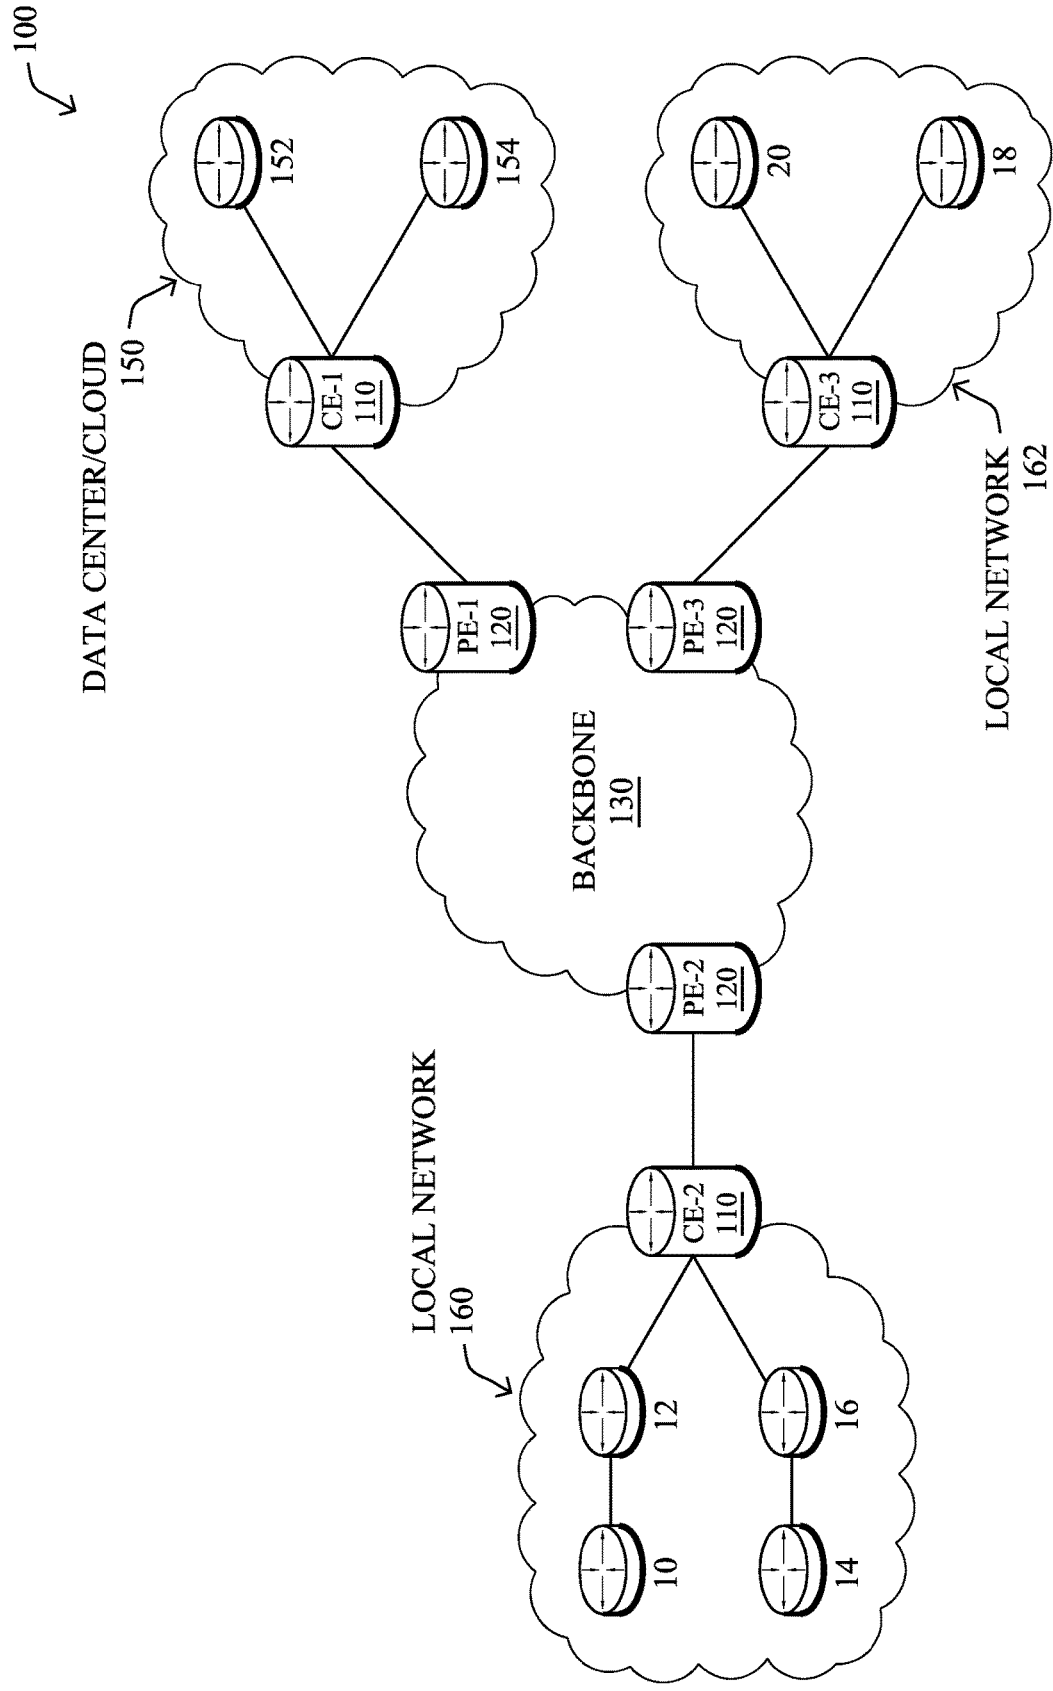 100
DATA CENTER/CLOUD
150
152
154
CE-1
110
PE-1
120
BACKBONE
130
PE-3
120
CE-3
110
20
18
LOCAL NETWORK
162
PE-2
120
LOCAL NETWORK
160
CE-2
110
12
10
16
14